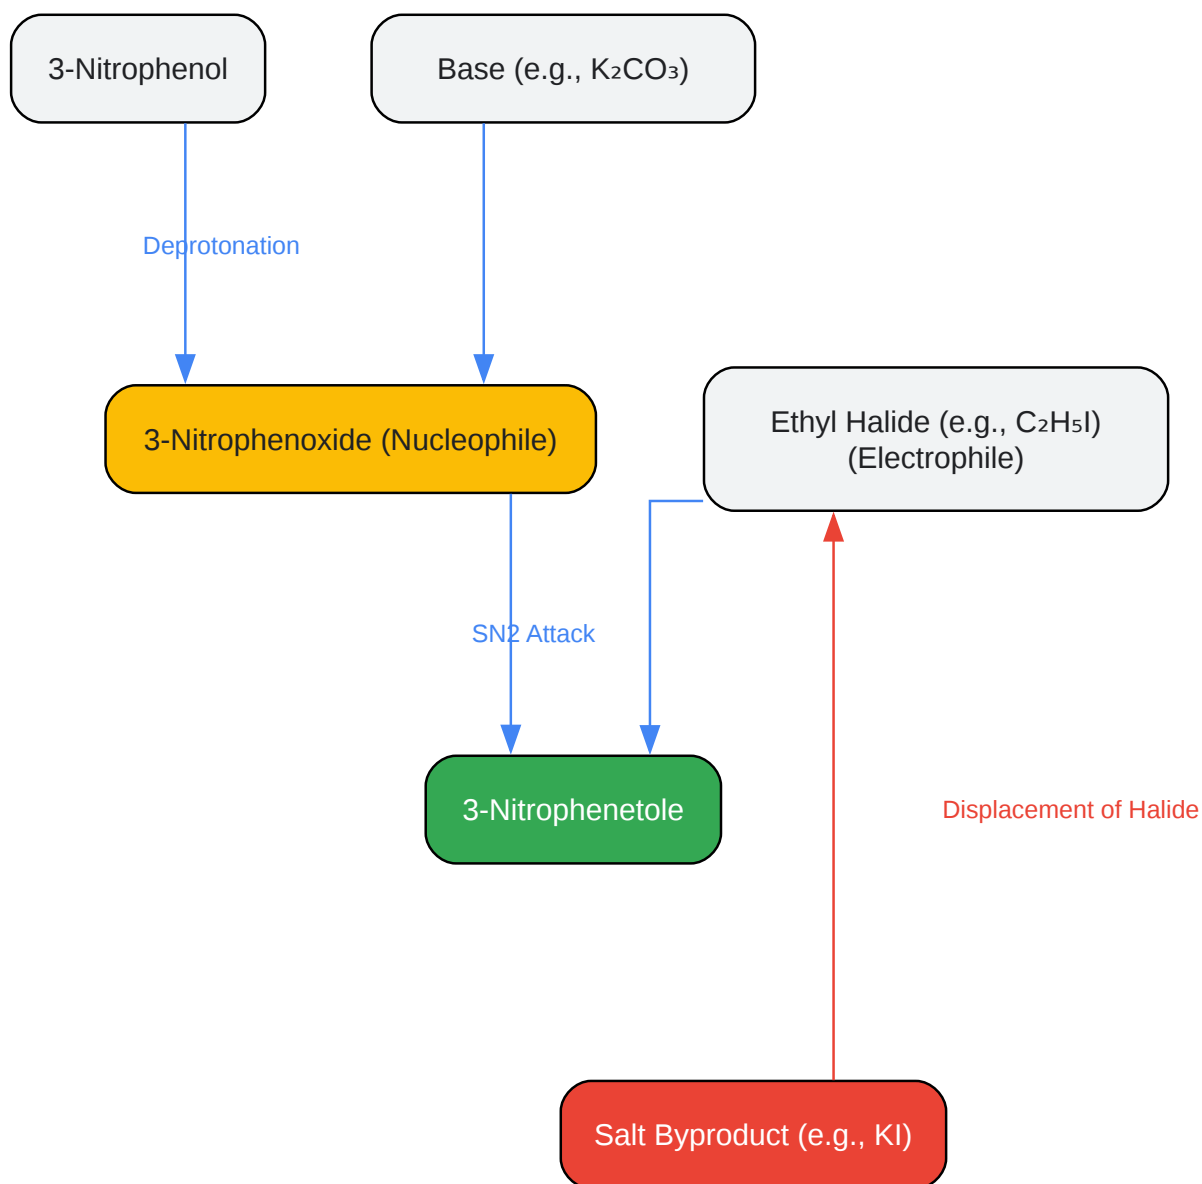 3-Nitrophenol
Base (e.g., K₂CO₃)
Deprotonation
3-Nitrophenoxide (Nucleophile)
Ethyl Halide (e.g., C₂H₅I)
(Electrophile)
SN2 Attack
3-Nitrophenetole
Displacement of Halide
Salt Byproduct (e.g., KI)